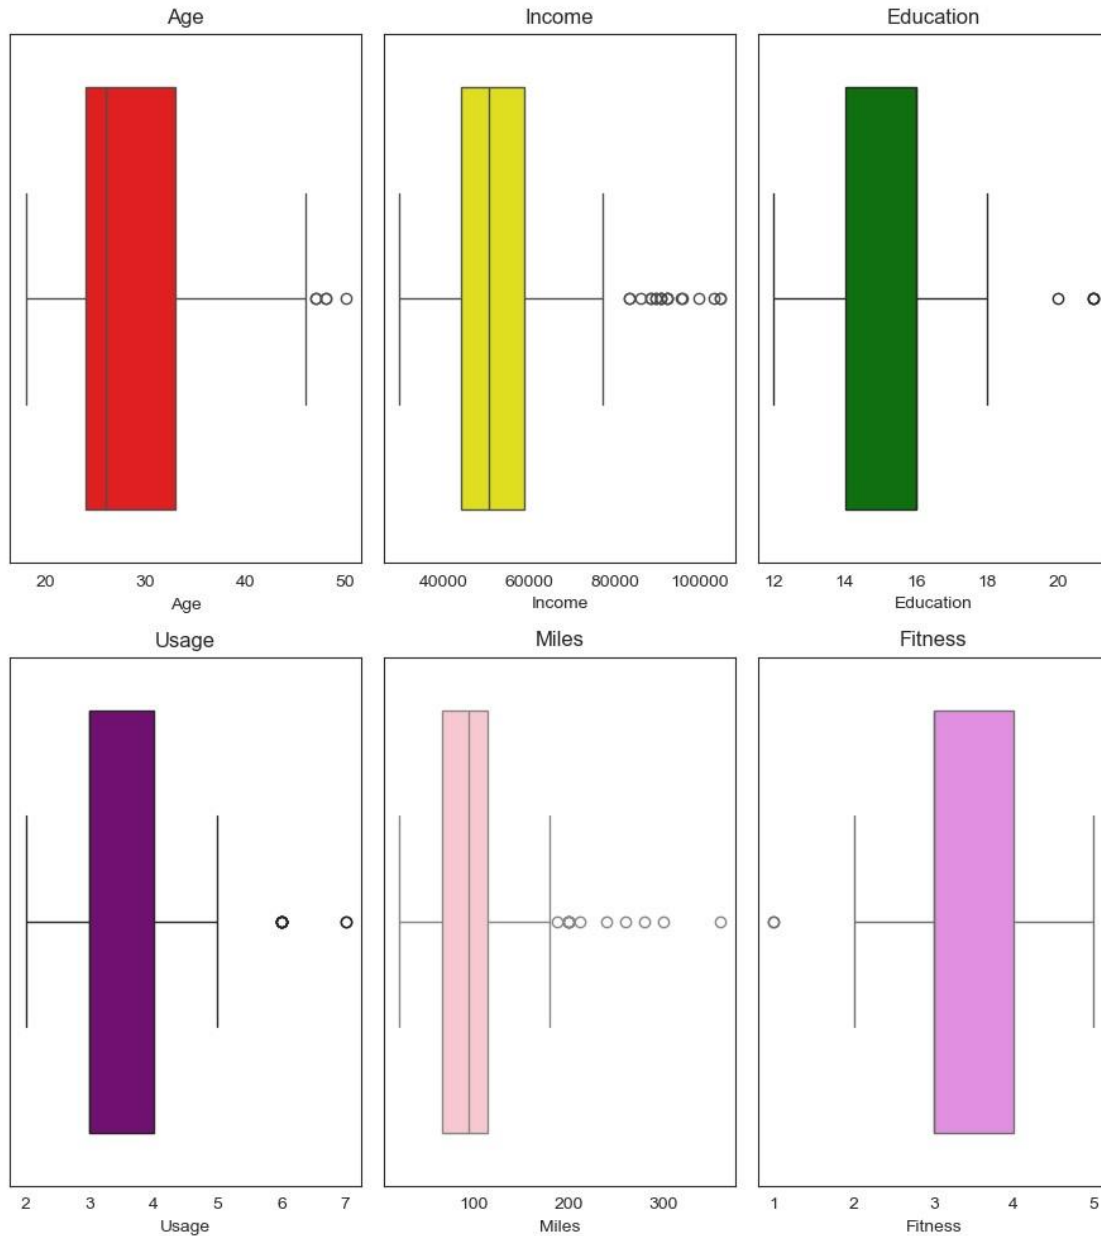 Age Income Education
20 30 40 50 40000 60000 80000 100000 12 14 16 18 20
Age Income Education
Usage Miles Fitness
2 3 4 5 6 7 100 200 300 1 2 3 4 5
Usage Miles Fitness